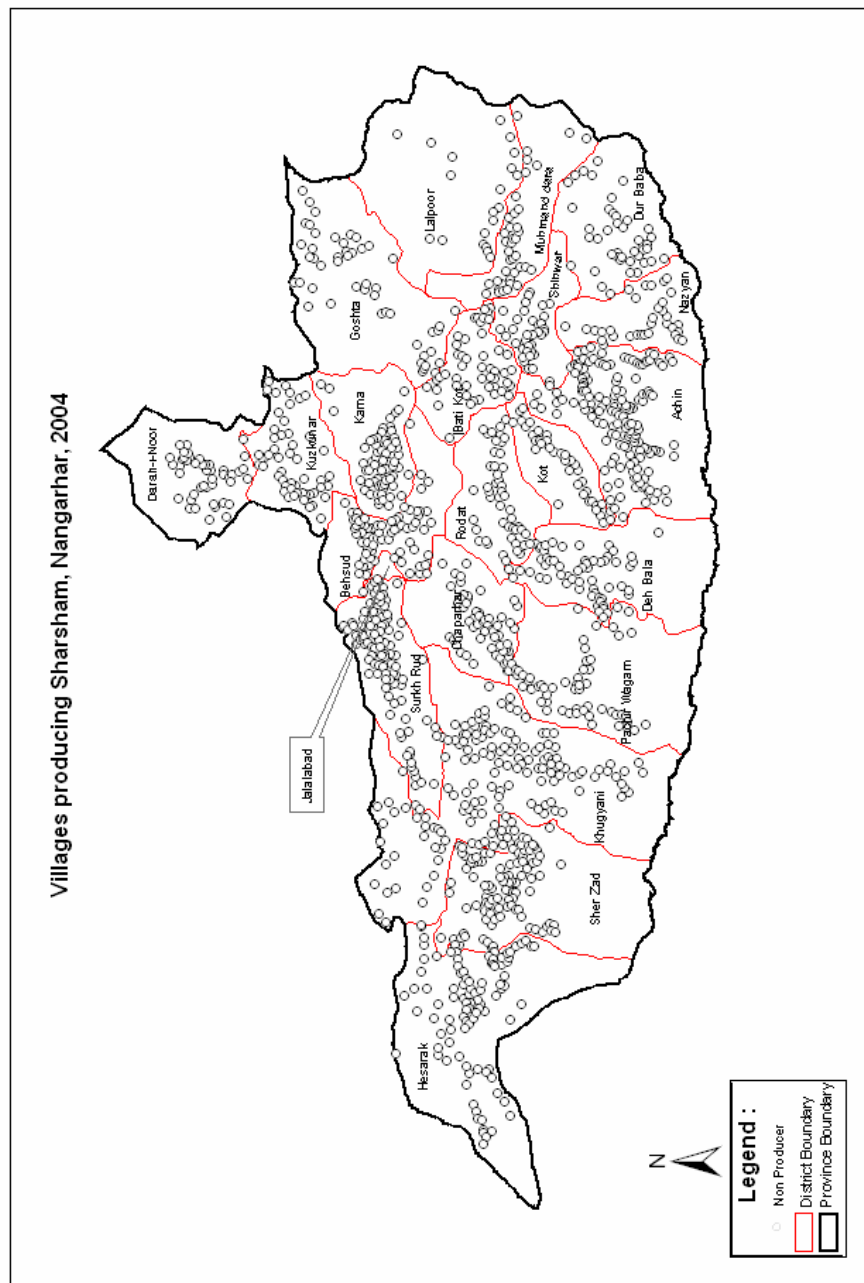 Villages producing Sharsham, Nangarhar, 2004
Darah-I-Noor
Kuzkunar
Goshta
Kama
Lalpoor
Behsud
Jalalabad
Surkh Rud
Bati Kot
Rodat
Chaparhar
Muhmand dara
Shinwar
Dur Baba
Nazyan
Achin
Kot
Deh Bala
Pachir Wagam
Khugyani
Sher Zad
Hesarak
N
Legend :
Non Producer
District Boundary
Province Boundary